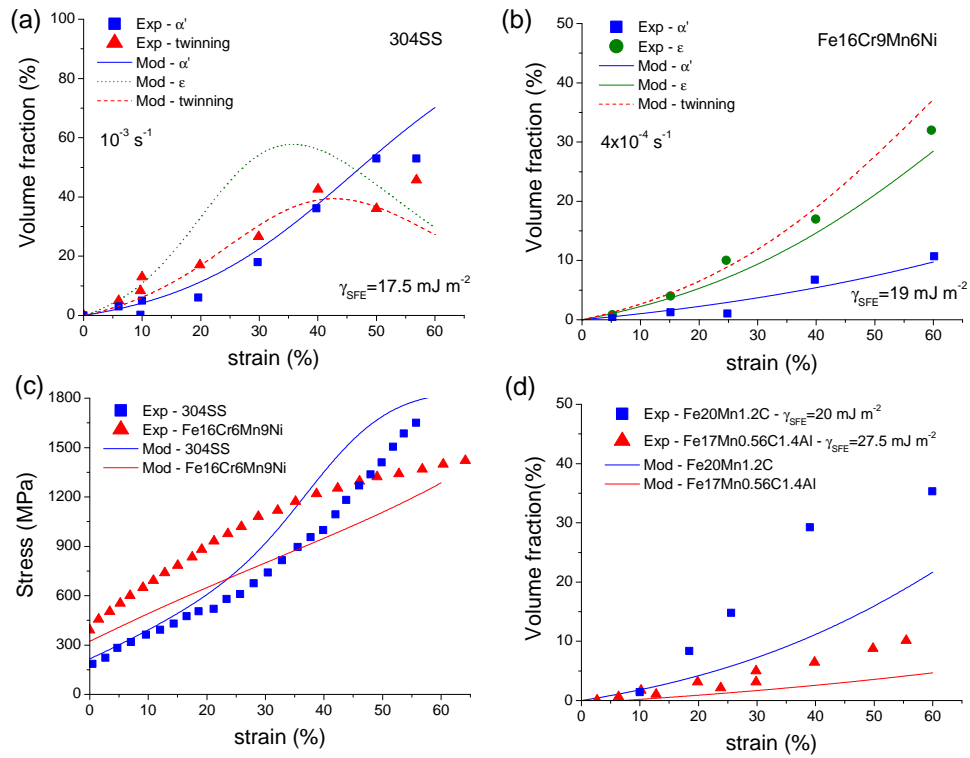 (a)
Exp - α'
Exp - twinning
Mod - α'
Mod - ε
Mod - twinning
304SS
10⁻³ s⁻¹
γSFE=17.5 mJ m⁻²
Volume fraction (%)
100
80
60
40
20
0
0 10 20 30 40 50 60
strain (%)
(b)
Exp - α'
Exp - ε
Mod - α'
Mod - ε
Mod - twinning
Fe16Cr9Mn6Ni
4x10⁻⁴ s⁻¹
γSFE=19 mJ m⁻²
Volume fraction (%)
50
40
30
20
10
0
0 10 20 30 40 50 60
strain (%)
(c)
Exp - 304SS
Exp - Fe16Cr6Mn9Ni
Mod - 304SS
Mod - Fe16Cr6Mn9Ni
Stress (MPa)
1800
1500
1200
900
600
300
0
0 10 20 30 40 50 60
strain (%)
(d)
Exp - Fe20Mn1.2C - γSFE=20 mJ m⁻²
Exp - Fe17Mn0.56C1.4Al - γSFE=27.5 mJ m⁻²
Mod - Fe20Mn1.2C
Mod - Fe17Mn0.56C1.4Al
Volume fraction(%)
50
40
30
20
10
0
0 10 20 30 40 50 60
strain (%)